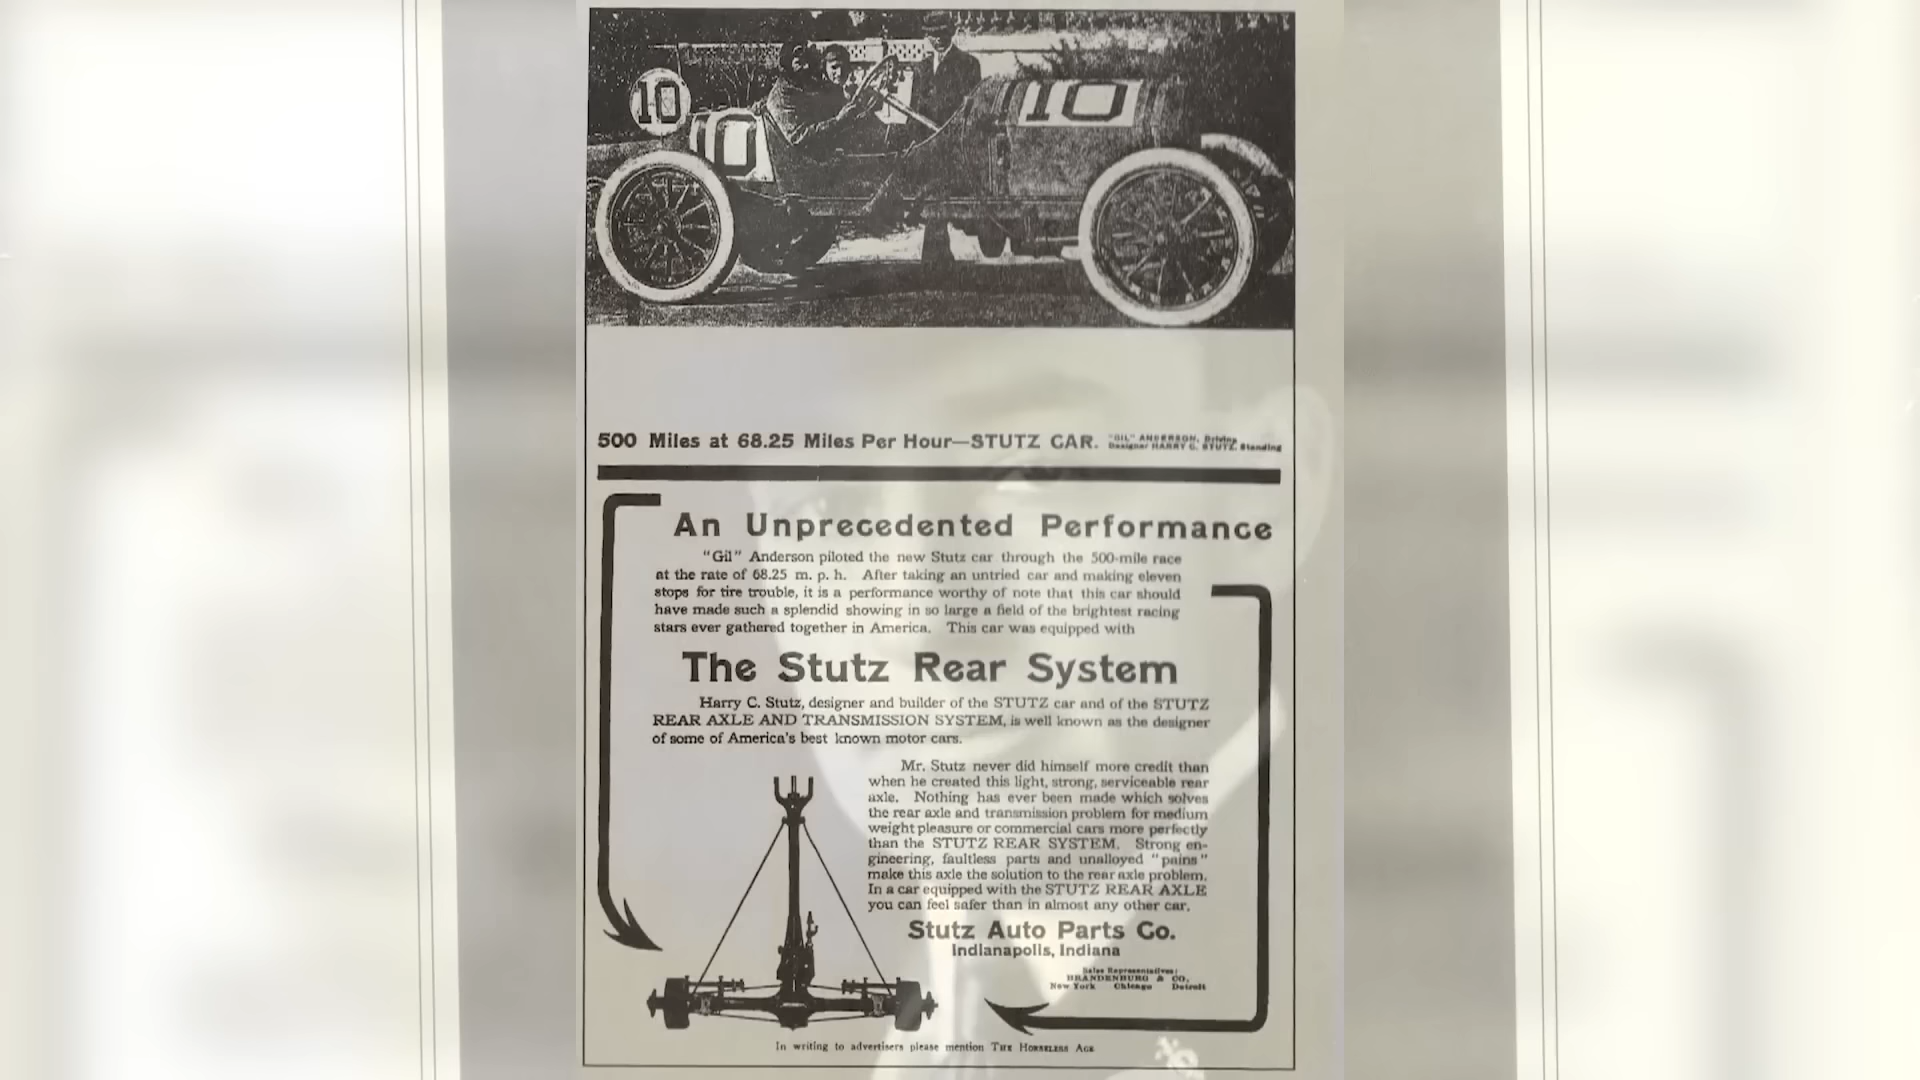 10
10
10
500 Miles at 68.25 Miles Per Hour—STUTZ CAR. "GIL" ANDERSON, Driving
Designer HARRY C. STUTZ, Standing
An Unprecedented Performance
"Gil" Anderson piloted the new Stutz car through the 500-mile race
at the rate of 68.25 m. p. h. After taking an untried car and making eleven
stops for tire trouble, it is a performance worthy of note that this car should
have made such a splendid showing in so large a field of the brightest racing
stars ever gathered together in America. This car was equipped with
The Stutz Rear System
Harry C. Stutz, designer and builder of the STUTZ car and of the STUTZ
REAR AXLE AND TRANSMISSION SYSTEM, is well known as the designer
of some of America's best known motor cars.
Mr. Stutz never did himself more credit than
when he created this light, strong, serviceable rear
axle. Nothing has ever been made which solves
the rear axle and transmission problem for medium
weight pleasure or commercial cars more perfectly
than the STUTZ REAR SYSTEM. Strong en-
gineering, faultless parts and unalloyed "pains"
make this axle the solution to the rear axle problem.
In a car equipped with the STUTZ REAR AXLE
you can feel safer than in almost any other car.
Stutz Auto Parts Co.
Indianapolis, Indiana
Sales Representatives:
BRANDENBURG & CO.
New York Chicago Detroit
In writing to advertisers please mention THE HORSELESS AGE